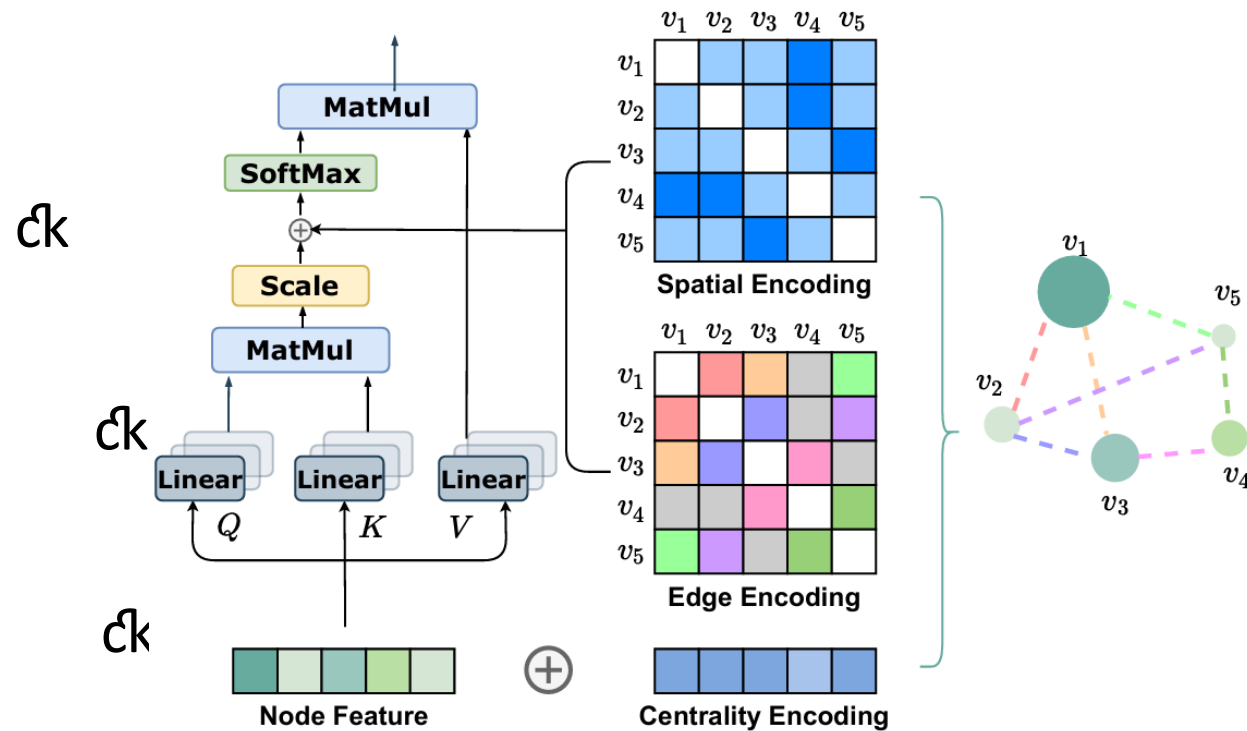 v1 v2 v3 v4 v5
MatMul
v1
v2
SoftMax
v3
v4
ck
v5
v1
Spatial Encoding
Scale
v5
v1 v2 v3 v4 v5
MatMul
v1
v2
v2
ck
v3
Linear Linear Linear
v4
v3
v4
Q K V
v5
Edge Encoding
ck
Node Feature
Centrality Encoding